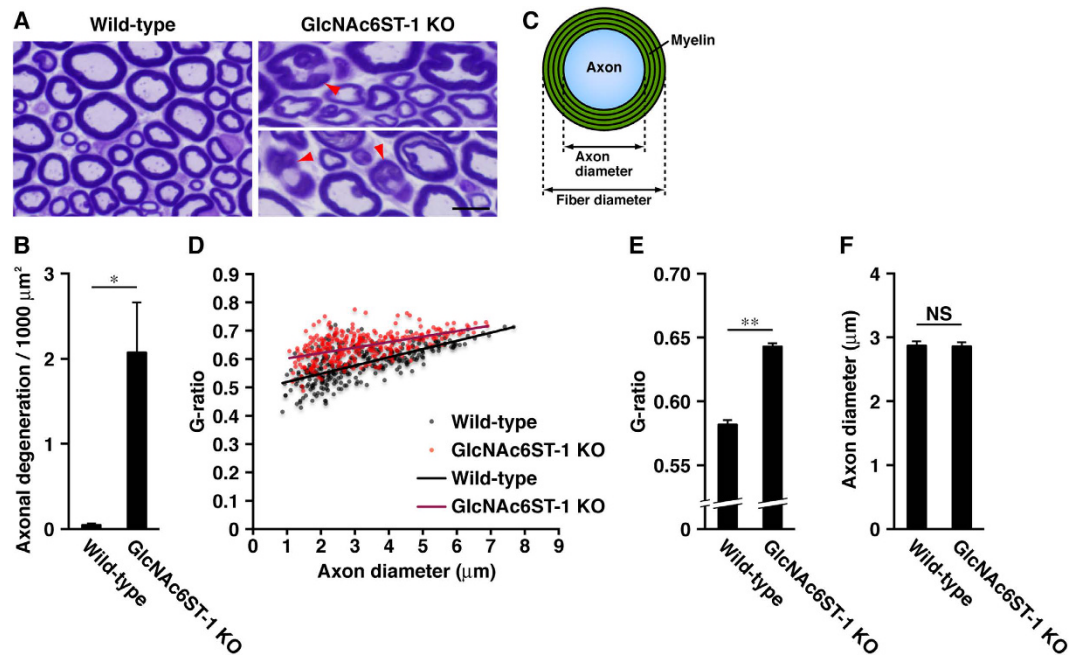 A
Wild-type
GlcNAc6ST-1 KO
C
Axon
Myelin
Axon
diameter
Fiber diameter
B
Axonal degeneration / 1000 μm²
3
2
1
0
*
Wild-type
GlcNAc6ST-1 KO
D
G-ratio
0.9
0.8
0.7
0.6
0.5
0.4
0.3
0.2
0.1
0
0 1 2 3 4 5 6 7 8 9
Axon diameter (μm)
Wild-type
GlcNAc6ST-1 KO
Wild-type
GlcNAc6ST-1 KO
E
G-ratio
0.70
0.65
0.60
0.55
0
**
Wild-type
GlcNAc6ST-1 KO
F
Axon diameter (μm)
4
3
2
1
0
NS
Wild-type
GlcNAc6ST-1 KO